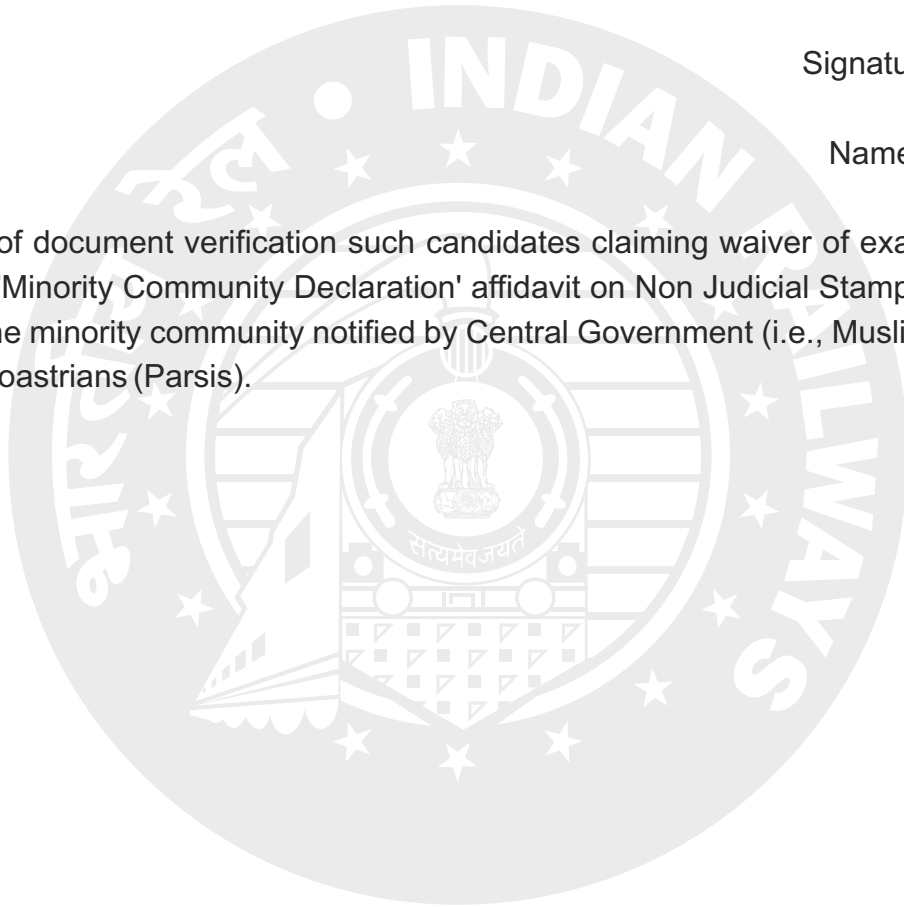 Signatu
Name
of document verification such candidates claiming waiver of exa
'Minority Community Declaration' affidavit on Non Judicial Stamp
ne minority community notified by Central Government (i.e., Musli
oastrians (Parsis).
भारतीय रेल • INDIAN RAILWAYS
सत्यमेव जयते